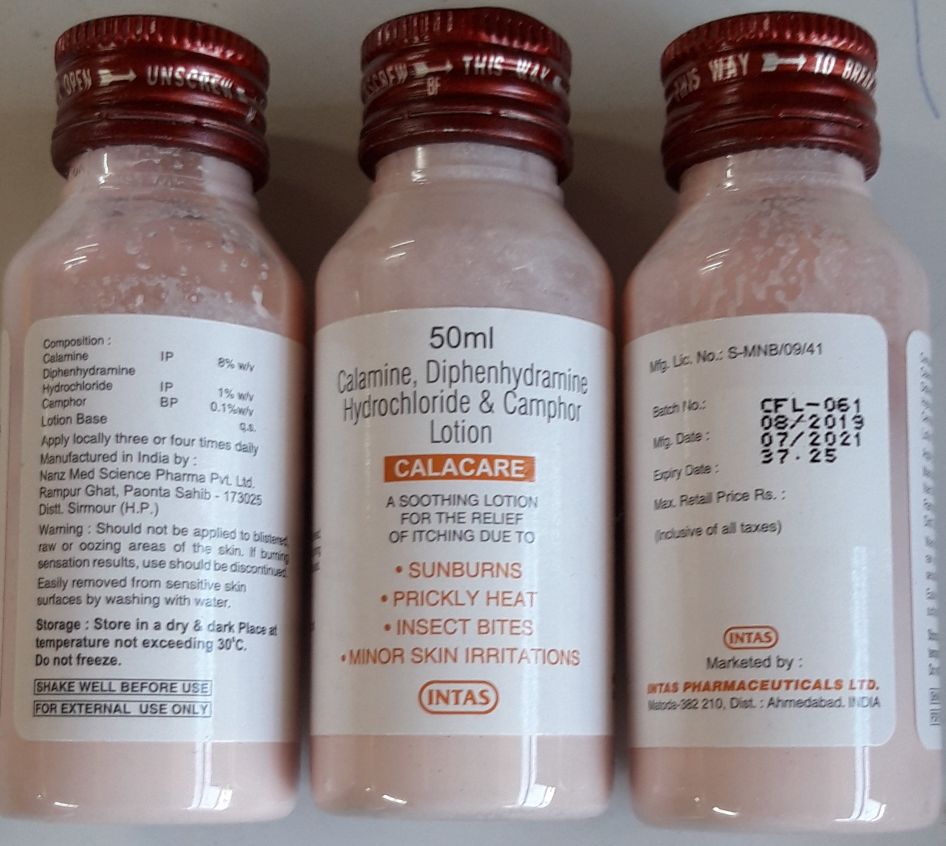 OPEN UNSCREW
SCREW THIS WAY
BF
THIS WAY TO BREAK
Composition :
Calamine IP 8% w/v
Diphenhydramine
Hydrochloride IP 1% w/v
Camphor BP 0.1%w/v
Lotion Base q.s.
Apply locally three or four times daily
Manufactured in India by :
Nanz Med Science Pharma Pvt. Ltd.
Rampur Ghat, Paonta Sahib - 173025
Distt. Sirmour (H.P.)
Warning : Should not be applied to blistered,
raw or oozing areas of the skin. If burning
sensation results, use should be discontinued.
Easily removed from sensitive skin
surfaces by washing with water.
Storage : Store in a dry & dark Place at
temperature not exceeding 30°C.
Do not freeze.
SHAKE WELL BEFORE USE
FOR EXTERNAL USE ONLY
50ml
Calamine, Diphenhydramine
Hydrochloride & Camphor
Lotion
CALACARE
A SOOTHING LOTION
FOR THE RELIEF
OF ITCHING DUE TO
• SUNBURNS
• PRICKLY HEAT
• INSECT BITES
• MINOR SKIN IRRITATIONS
INTAS
Mfg. Lic. No.: S-MNB/09/41
Batch No.: CFL-061
Mfg. Date : 08/2019
Expiry Date : 07/2021
Max. Retail Price Rs. : 37.25
(Inclusive of all taxes)
INTAS
Marketed by :
INTAS PHARMACEUTICALS LTD.
Matoda-382 210, Dist. : Ahmedabad. INDIA